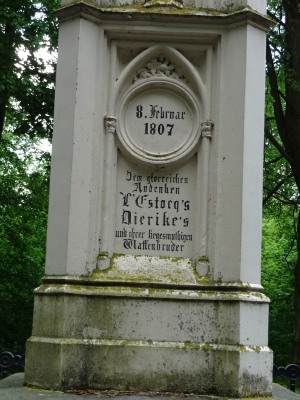 8. Februar
1807
Dem glorreichen
Andenken
L'Estocq's
Dierike's
und ihrer siegesmuthigen
Waffenbrüder